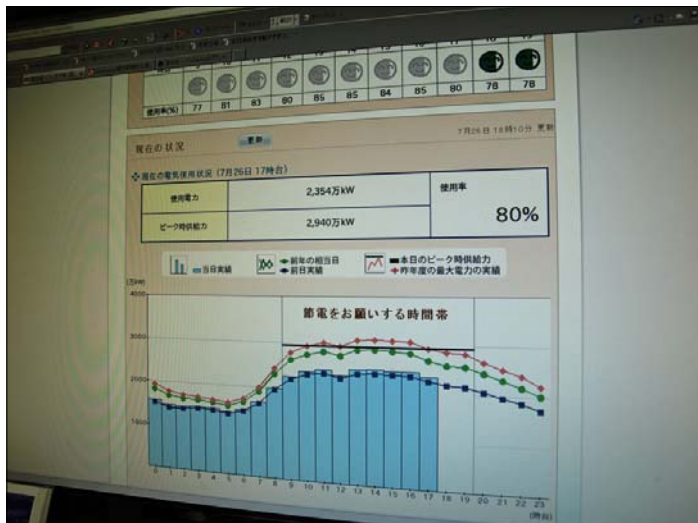 使用率(%) 77 81 83 80 85 85 84 85 80 78 78
現在の状況 更新 7月26日 18時10分 更新
現在の電気使用状況 (7月26日 17時台)
使用電力 2,354万kW 使用率
80%
ピーク時供給力 2,940万kW
当日実績 前年の相当日 本日のピーク時供給力
前日実績 昨年度の最大電力の実績
(万kW)
4000
節電をお願いする時間帯
3000
2000
1000
0 1 2 3 4 5 6 7 8 9 10 11 12 13 14 15 16 17 18 19 20 21 22 23
(時台)